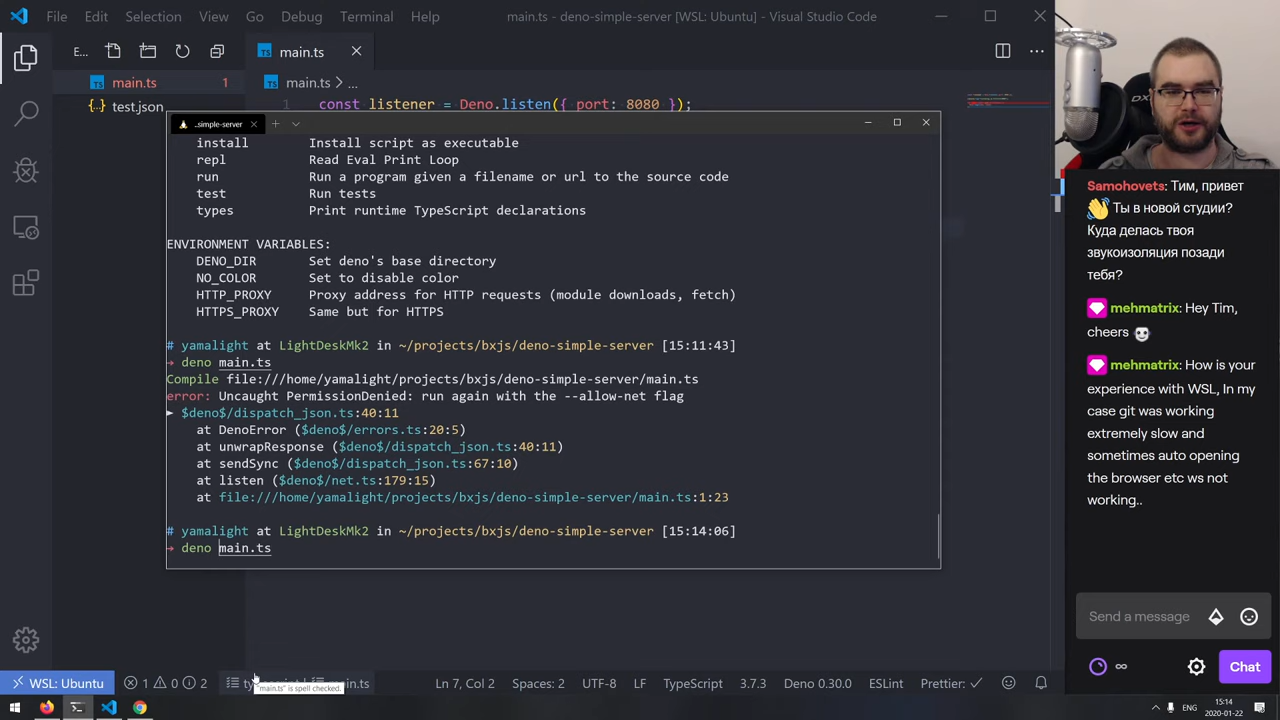 File Edit Selection View Go Debug Terminal Help main.ts - deno-simple-server [WSL: Ubuntu] - Visual Studio Code
E...
TS main.ts
TS main.ts 1
TS main.ts > ...
{..} test.json
const listener = Deno.listen({ port: 8080 });
..simple-server
install Install script as executable
repl Read Eval Print Loop
run Run a program given a filename or url to the source code
test Run tests
types Print runtime TypeScript declarations
ENVIRONMENT VARIABLES:
DENO_DIR Set deno's base directory
NO_COLOR Set to disable color
HTTP_PROXY Proxy address for HTTP requests (module downloads, fetch)
HTTPS_PROXY Same but for HTTPS
# yamalight at LightDeskMk2 in ~/projects/bxjs/deno-simple-server [15:11:43]
→ deno main.ts
Compile file:///home/yamalight/projects/bxjs/deno-simple-server/main.ts
error: Uncaught PermissionDenied: run again with the --allow-net flag
► $deno$/dispatch_json.ts:40:11
at DenoError ($deno$/errors.ts:20:5)
at unwrapResponse ($deno$/dispatch_json.ts:40:11)
at sendSync ($deno$/dispatch_json.ts:67:10)
at listen ($deno$/net.ts:179:15)
at file:///home/yamalight/projects/bxjs/deno-simple-server/main.ts:1:23
# yamalight at LightDeskMk2 in ~/projects/bxjs/deno-simple-server [15:14:06]
→ deno main.ts
"main.ts" is spell checked.
WSL: Ubuntu 1 0 2 Ln 7, Col 2 Spaces: 2 UTF-8 LF TypeScript 3.7.3 Deno 0.30.0 ESLint Prettier: ✓
Samohovets: Тим, привет
👋 Ты в новой студии?
Куда делась твоя
звукоизоляция позади
тебя?
mehmatrix: Hey Tim,
cheers
mehmatrix: How is your
experience with WSL, In my
case git was working
extremely slow and
sometimes auto opening
the browser etc ws not
working..
Send a message
∞ Chat
ENG 15:14
2020-01-22